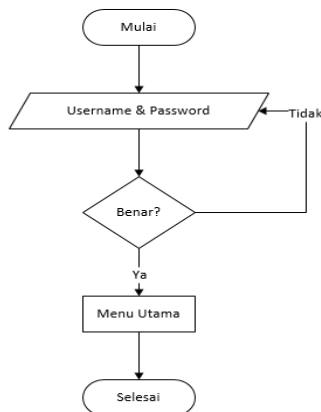 Mulai
Username & Password
Tidak
Benar?
Ya
Menu Utama
Selesai